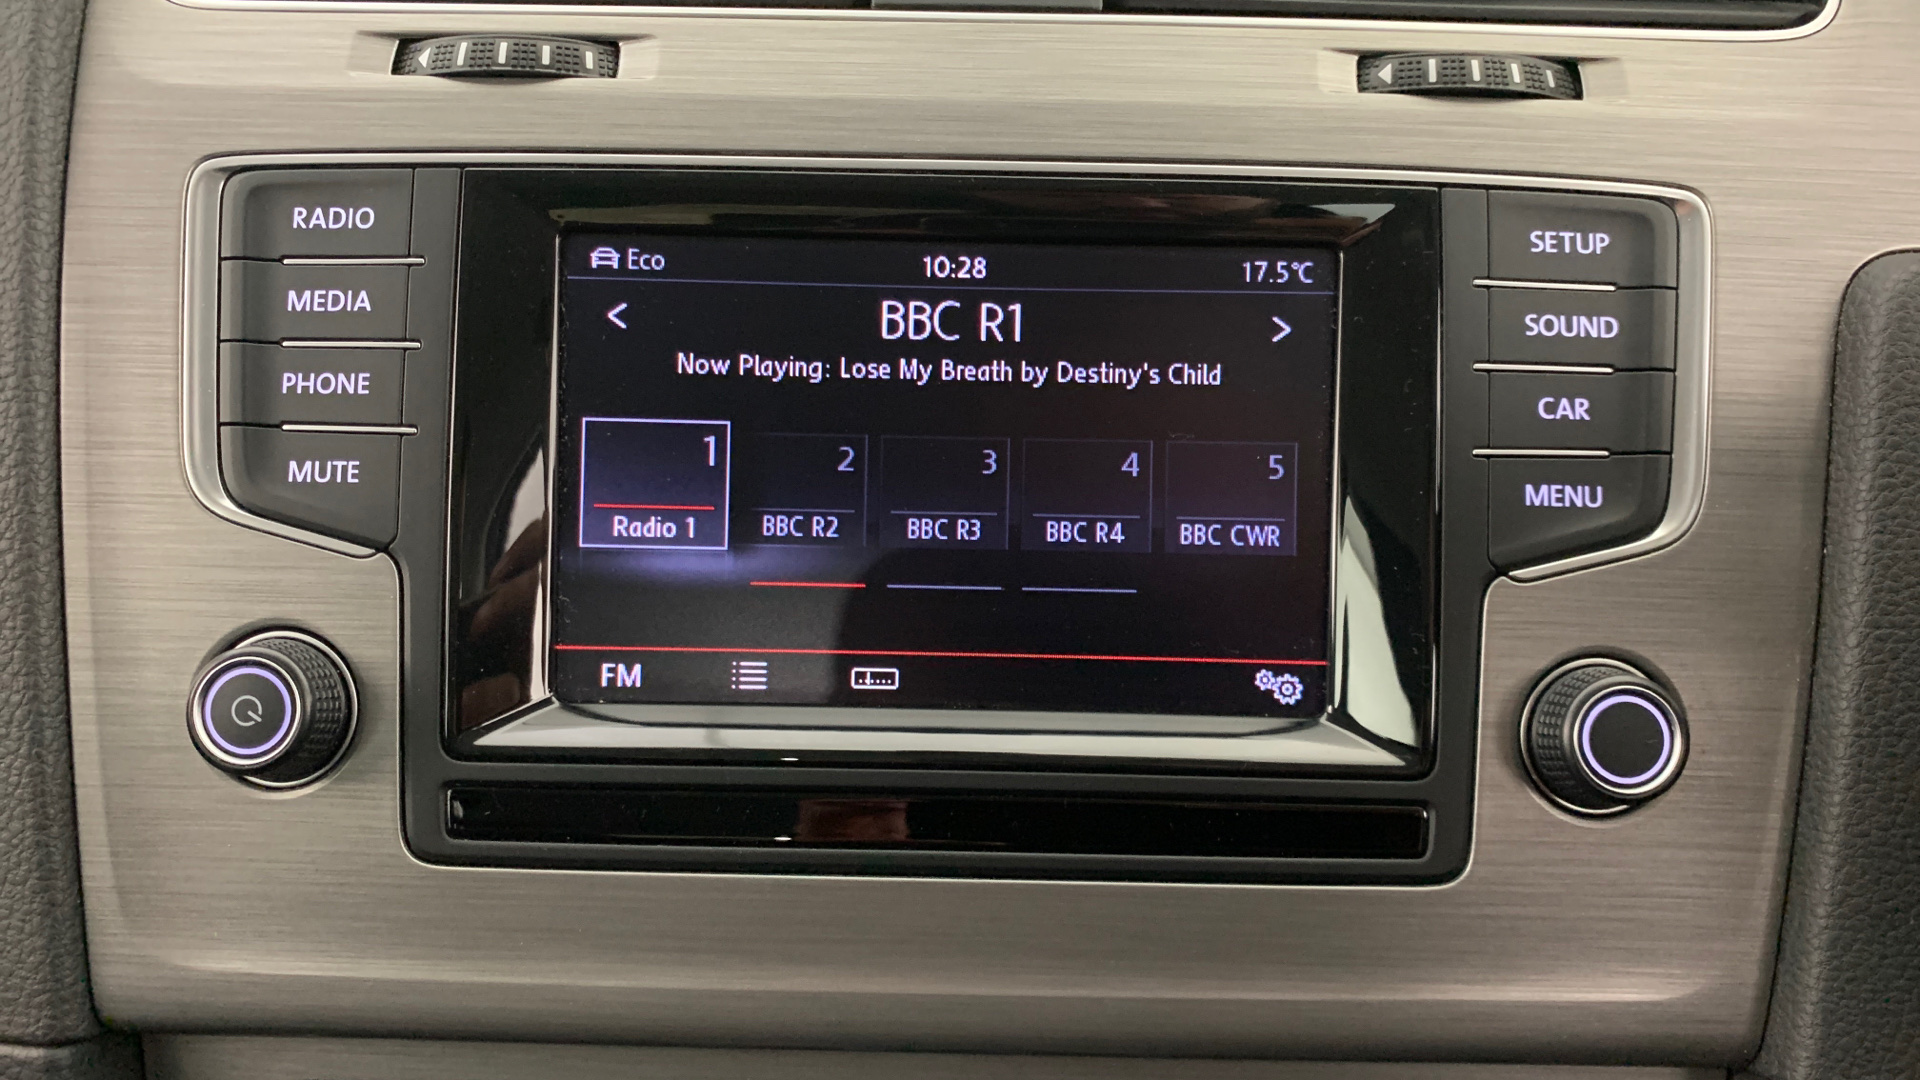 RADIO
MEDIA
PHONE
MUTE
Eco
10:28
17.5°C
< BBC R1 >
Now Playing: Lose My Breath by Destiny's Child
1
Radio 1
2
BBC R2
3
BBC R3
4
BBC R4
5
BBC CWR
FM
SETUP
SOUND
CAR
MENU